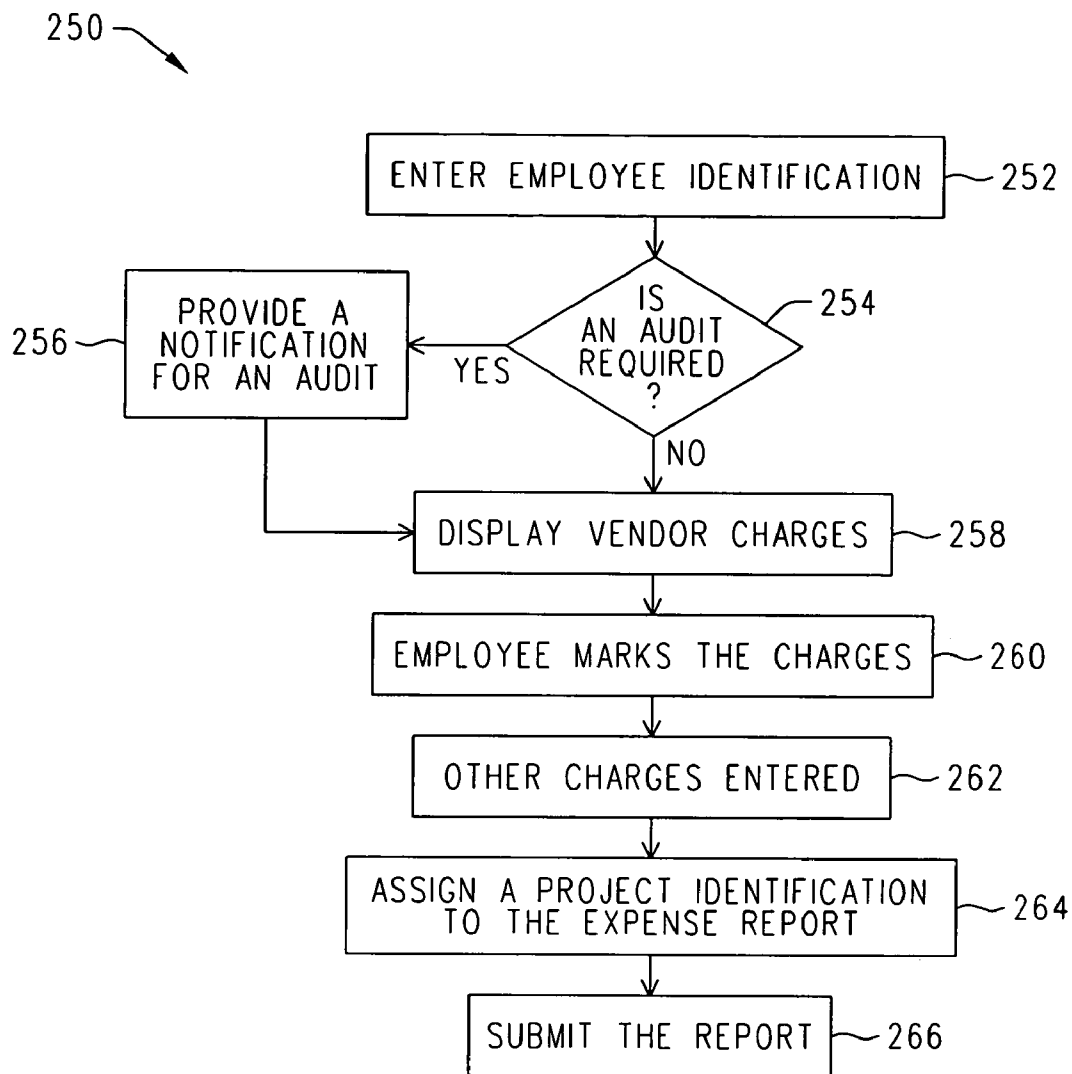 250
ENTER EMPLOYEE IDENTIFICATION
252
IS
AN AUDIT
REQUIRED
?
254
YES
PROVIDE A
NOTIFICATION
FOR AN AUDIT
256
NO
DISPLAY VENDOR CHARGES
258
EMPLOYEE MARKS THE CHARGES
260
OTHER CHARGES ENTERED
262
ASSIGN A PROJECT IDENTIFICATION
TO THE EXPENSE REPORT
264
SUBMIT THE REPORT
266